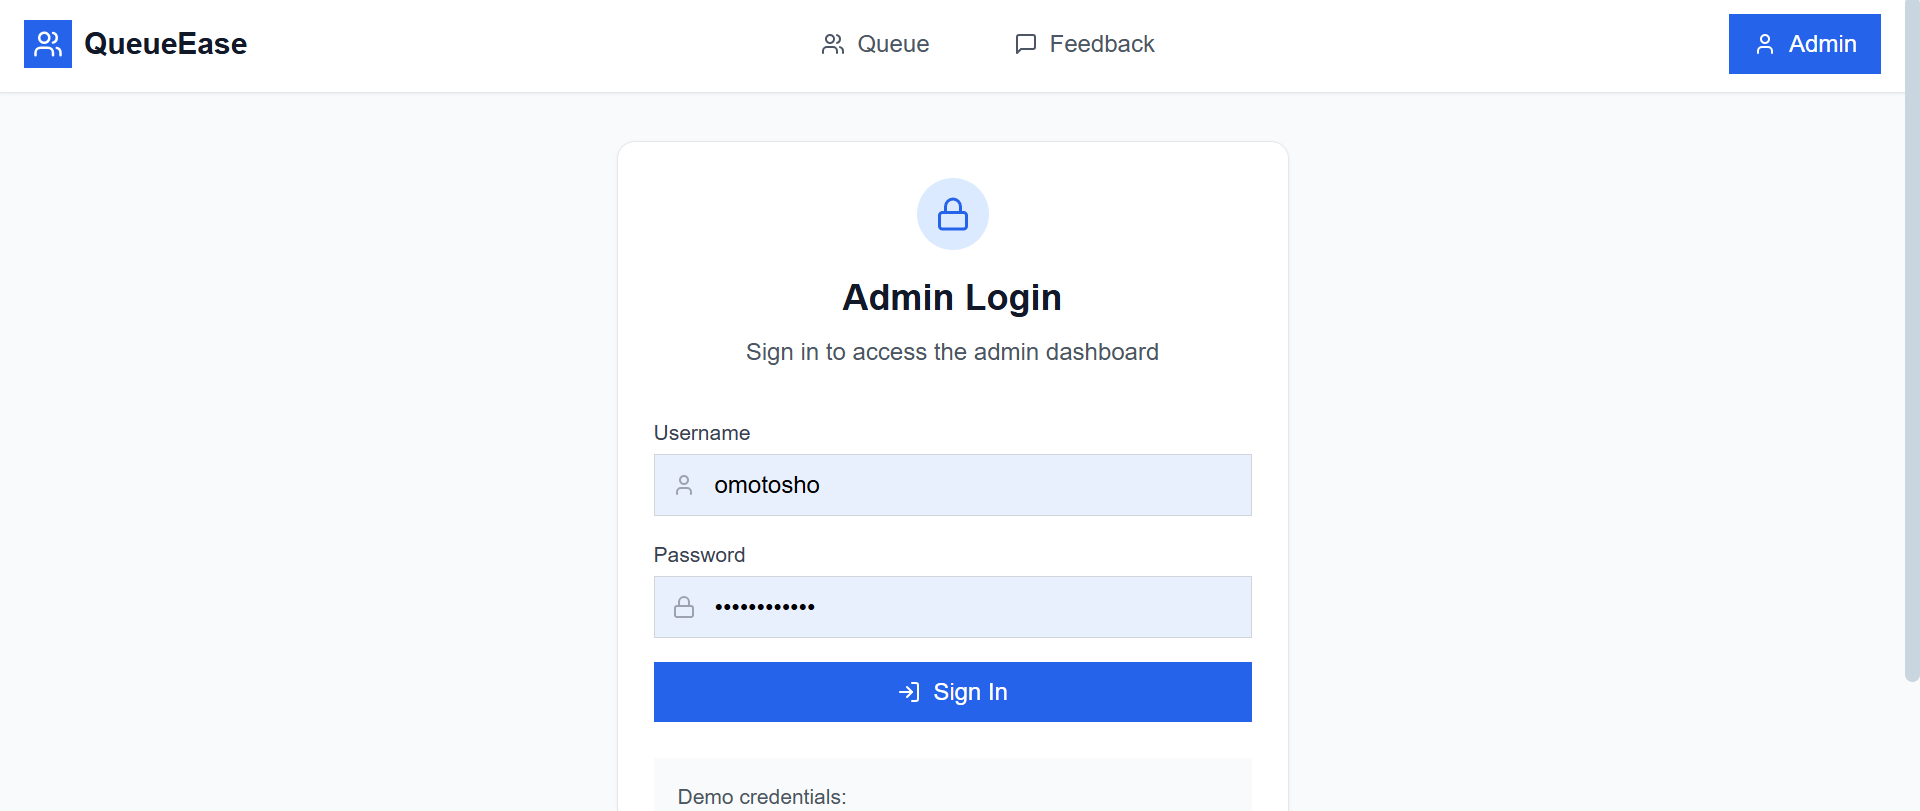 QueueEase
Queue
Feedback
Admin
Admin Login
Sign in to access the admin dashboard
Username
omotosho
Password
••••••••••••
Sign In
Demo credentials: